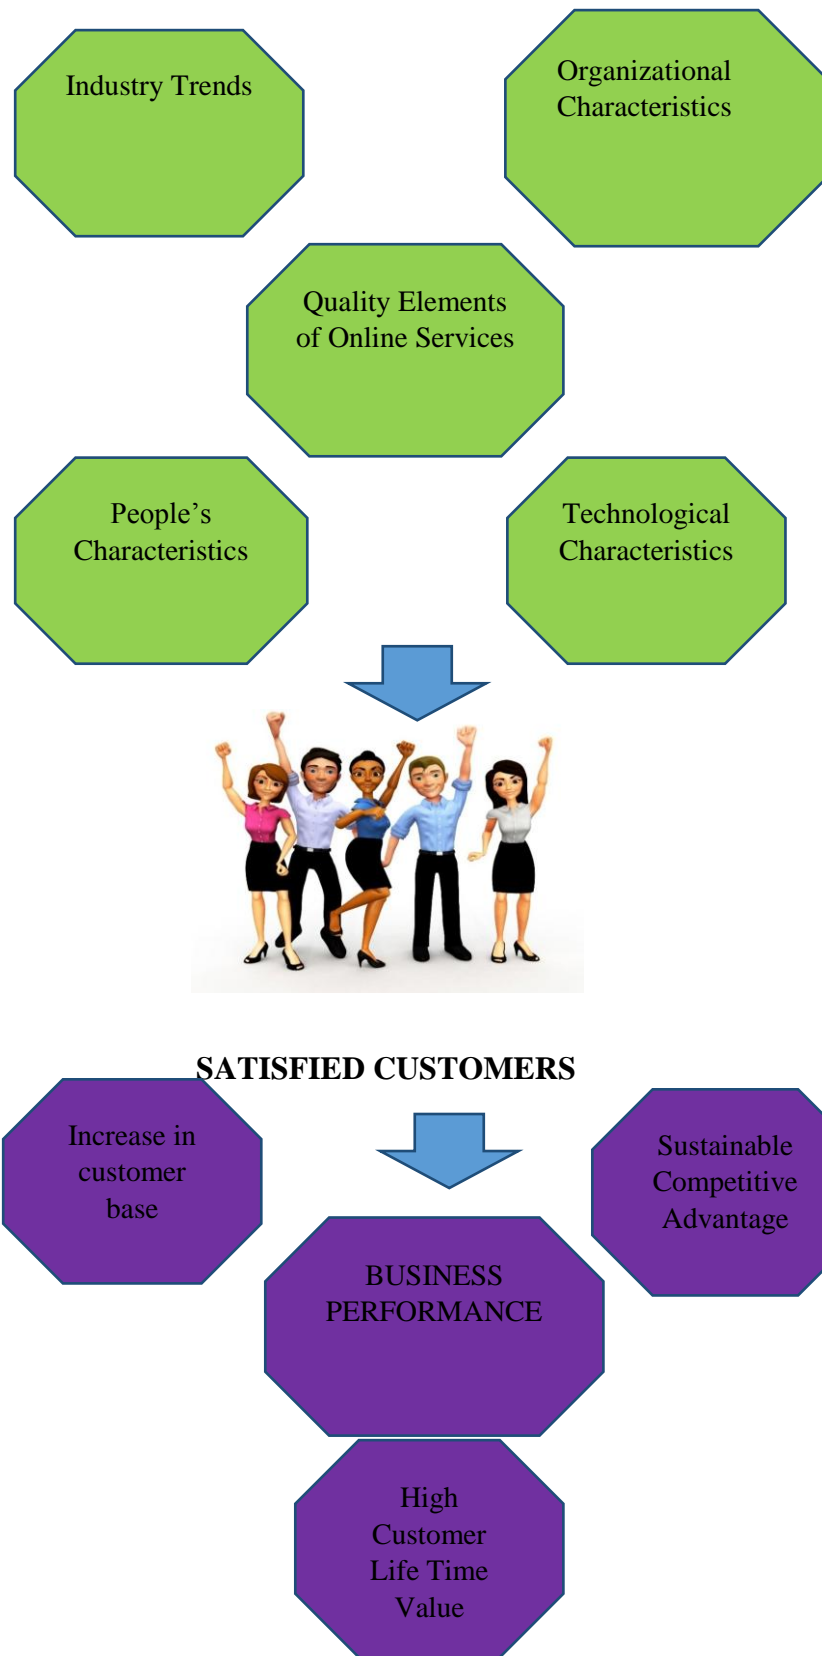 Industry Trends
Organizational
Characteristics
Quality Elements
of Online Services
People’s
Characteristics
Technological
Characteristics
SATISFIED CUSTOMERS
Increase in
customer
base
Sustainable
Competitive
Advantage
BUSINESS
PERFORMANCE
High
Customer
Life Time
Value